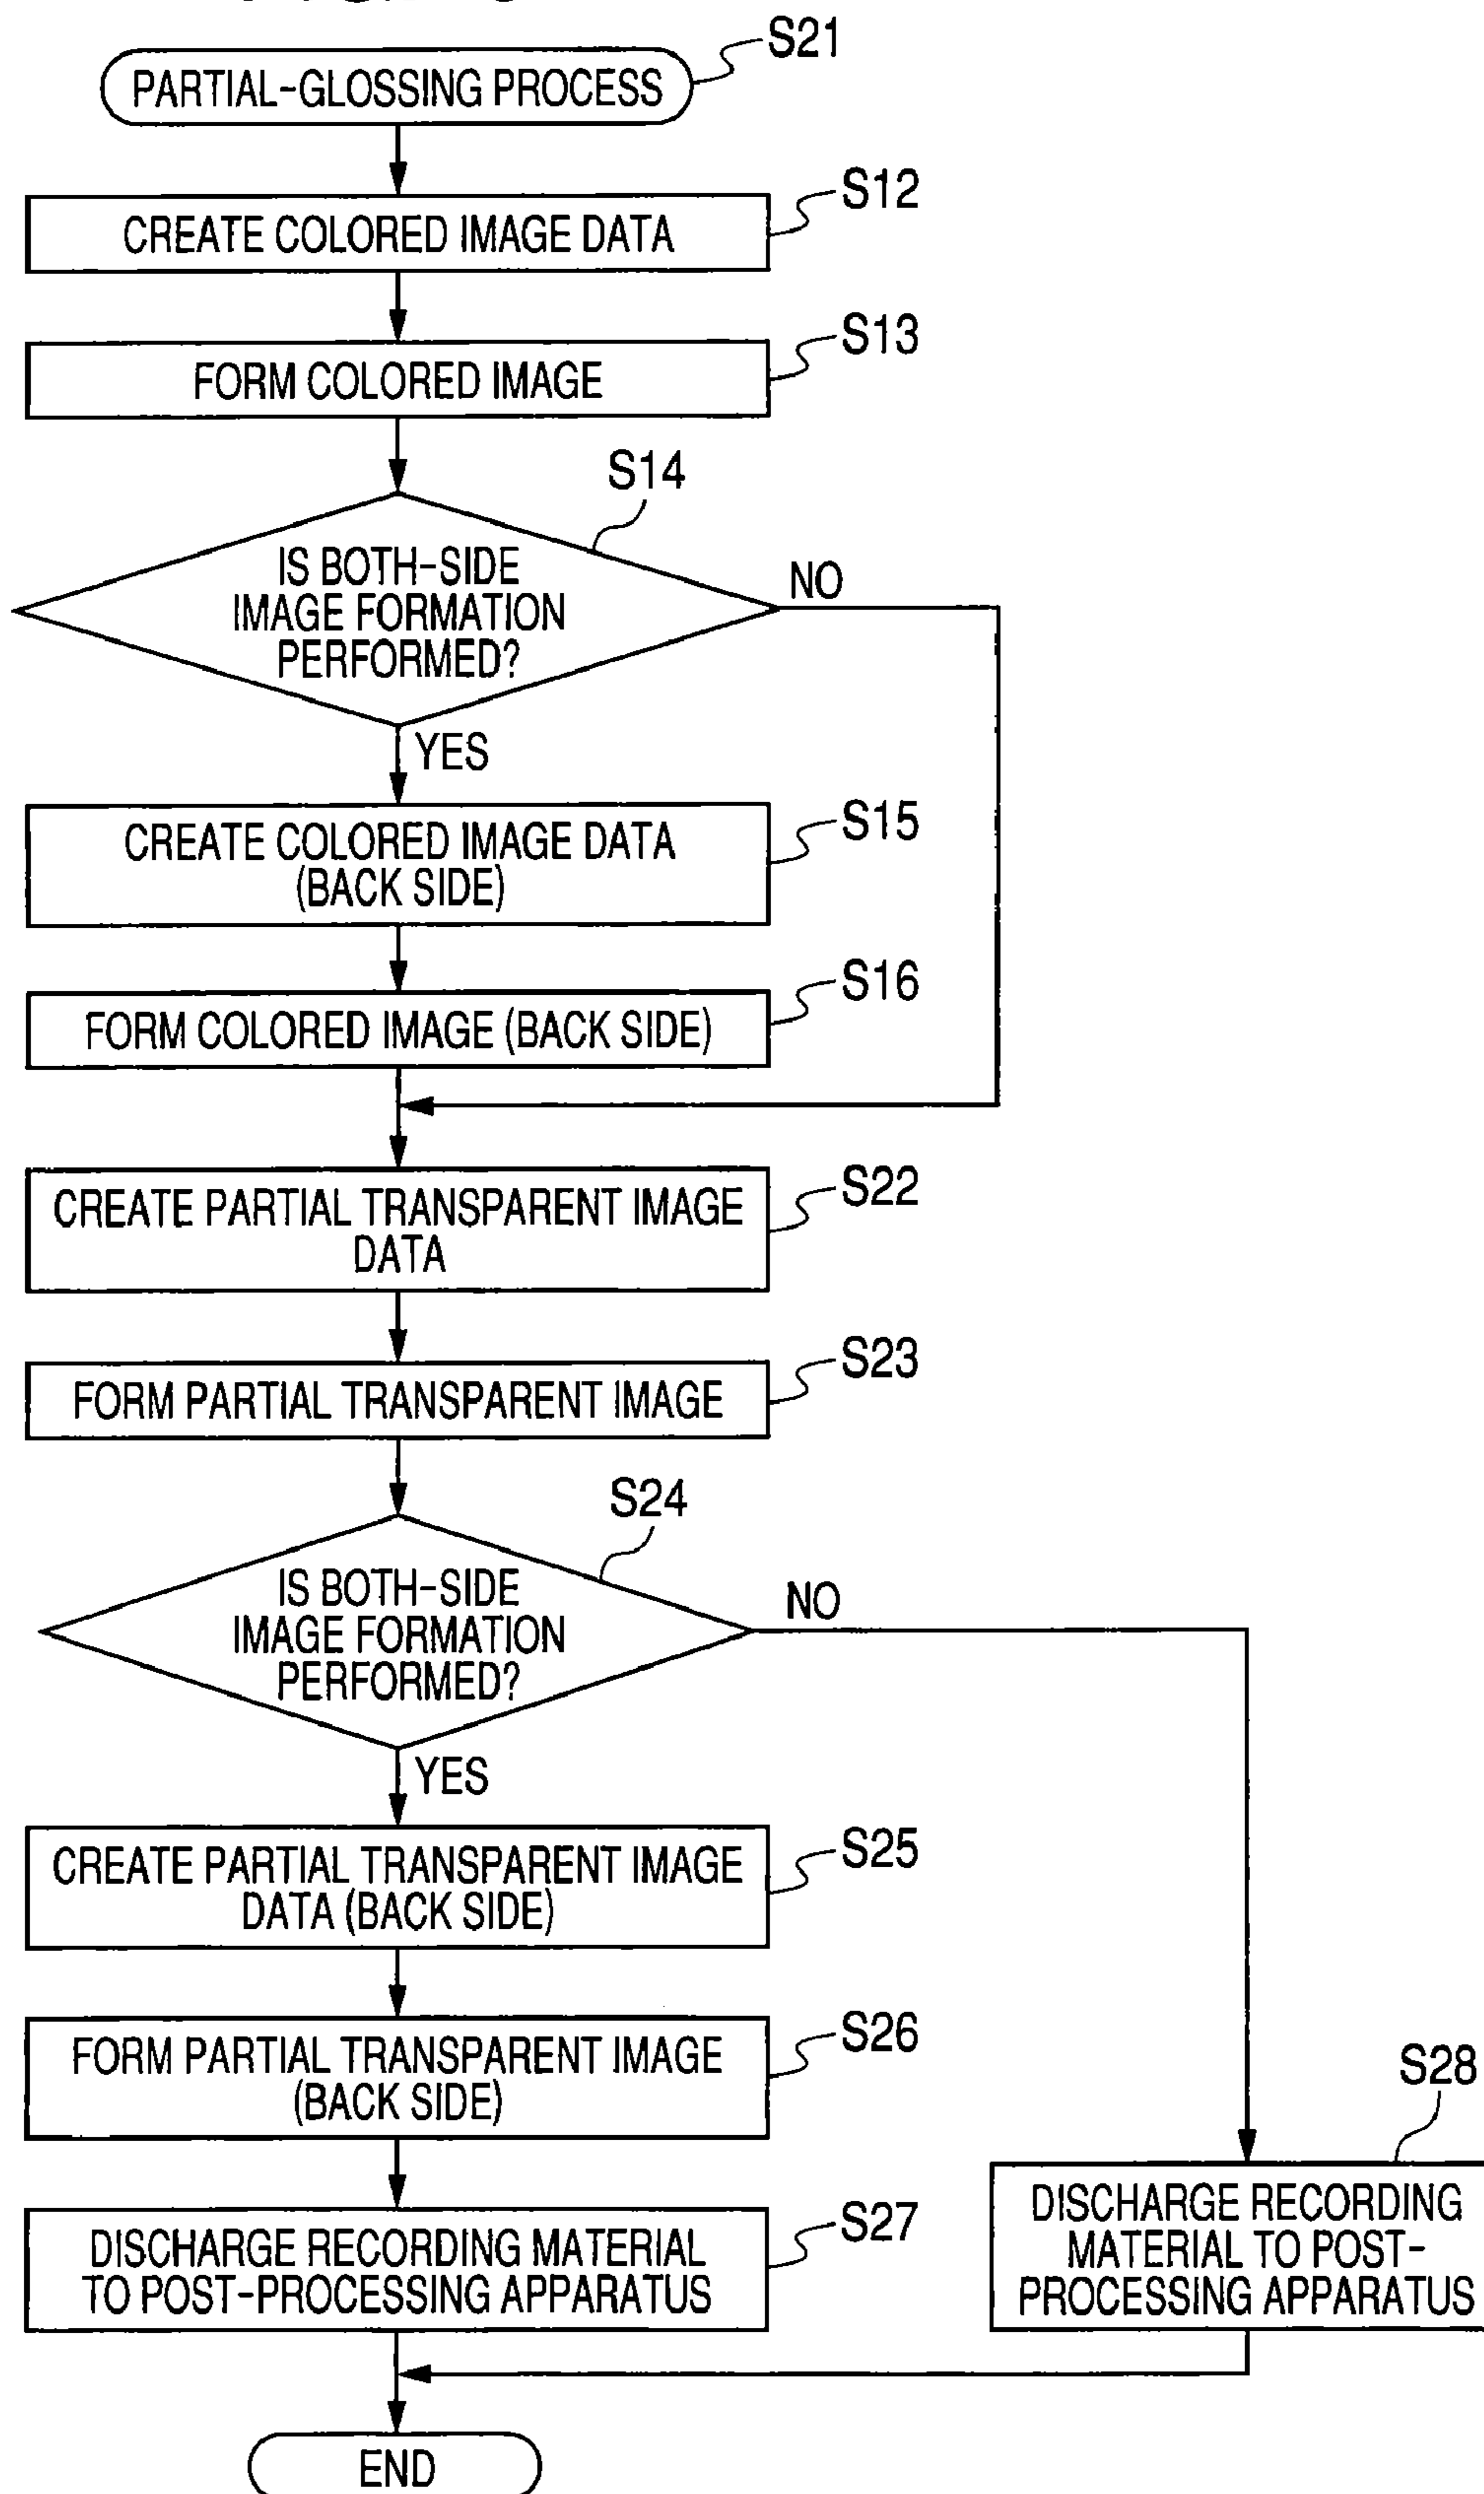 S21
PARTIAL-GLOSSING PROCESS
S12
CREATE COLORED IMAGE DATA
S13
FORM COLORED IMAGE
S14
IS BOTH-SIDE
IMAGE FORMATION
PERFORMED?
NO
YES
S15
CREATE COLORED IMAGE DATA
(BACK SIDE)
S16
FORM COLORED IMAGE (BACK SIDE)
S22
CREATE PARTIAL TRANSPARENT IMAGE
DATA
S23
FORM PARTIAL TRANSPARENT IMAGE
S24
IS BOTH-SIDE
IMAGE FORMATION
PERFORMED?
NO
YES
S25
CREATE PARTIAL TRANSPARENT IMAGE
DATA (BACK SIDE)
S26
FORM PARTIAL TRANSPARENT IMAGE
(BACK SIDE)
S27
DISCHARGE RECORDING MATERIAL
TO POST-PROCESSING APPARATUS
S28
DISCHARGE RECORDING
MATERIAL TO POST-
PROCESSING APPARATUS
END